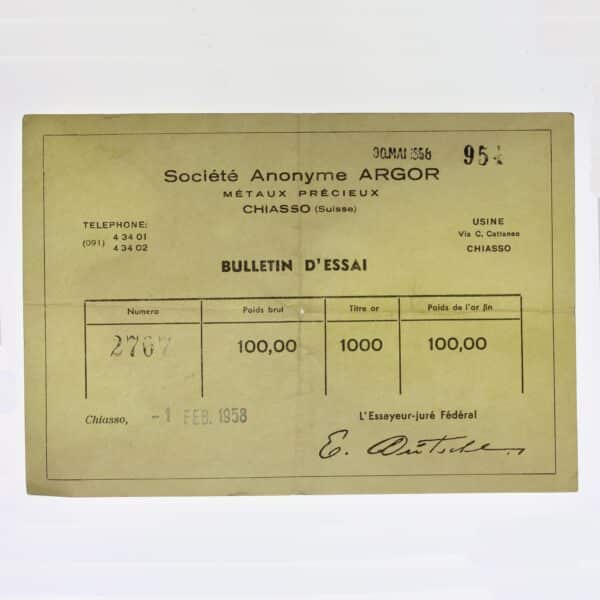 30.MAI 1958 954
Société Anonyme ARGOR
MÉTAUX PRÉCIEUX
CHIASSO (Suisse)
TELEPHONE:
(091) 4 34 01
4 34 02
USINE
Via C. Cattaneo
CHIASSO
BULLETIN D'ESSAI
Numero Poids brut Titre or Poids de l'or fin
2767 100,00 1000 100,00
Chiasso, -1 FEB. 1958
L'Essayeur-juré Fédéral
E.